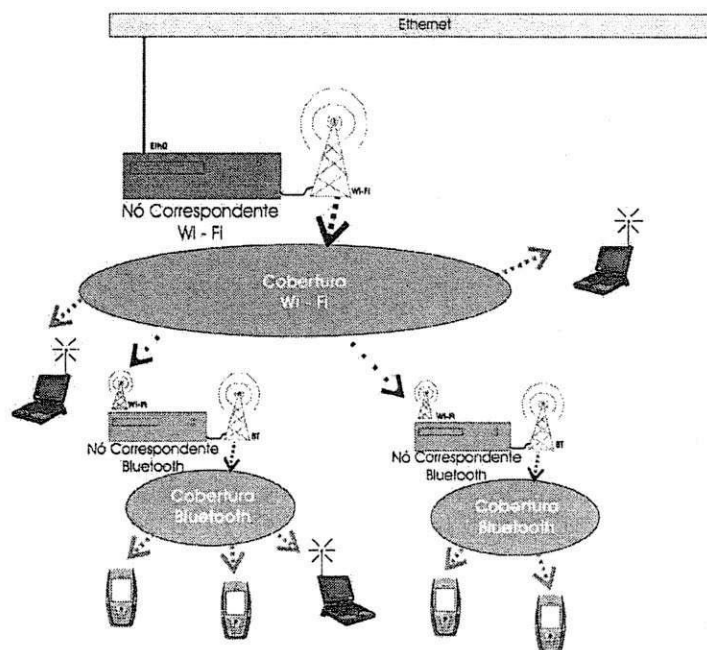 Ethernet
Eth0
Wi-Fi
Nó Correspondente
Wi - Fi
Cobertura
Wi - Fi
Wi-Fi
BT
Nó Correspondente
Bluetooth
Wi-Fi
BT
Nó Correspondente
Bluetooth
Cobertura
Bluetooth
Cobertura
Bluetooth